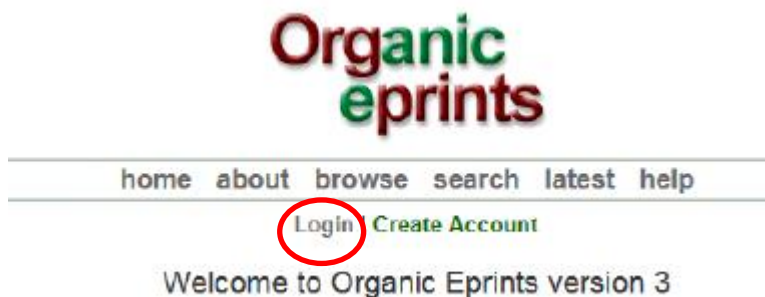 Organic
eprints
home about browse search latest help
Login | Create Account
Welcome to Organic Eprints version 3